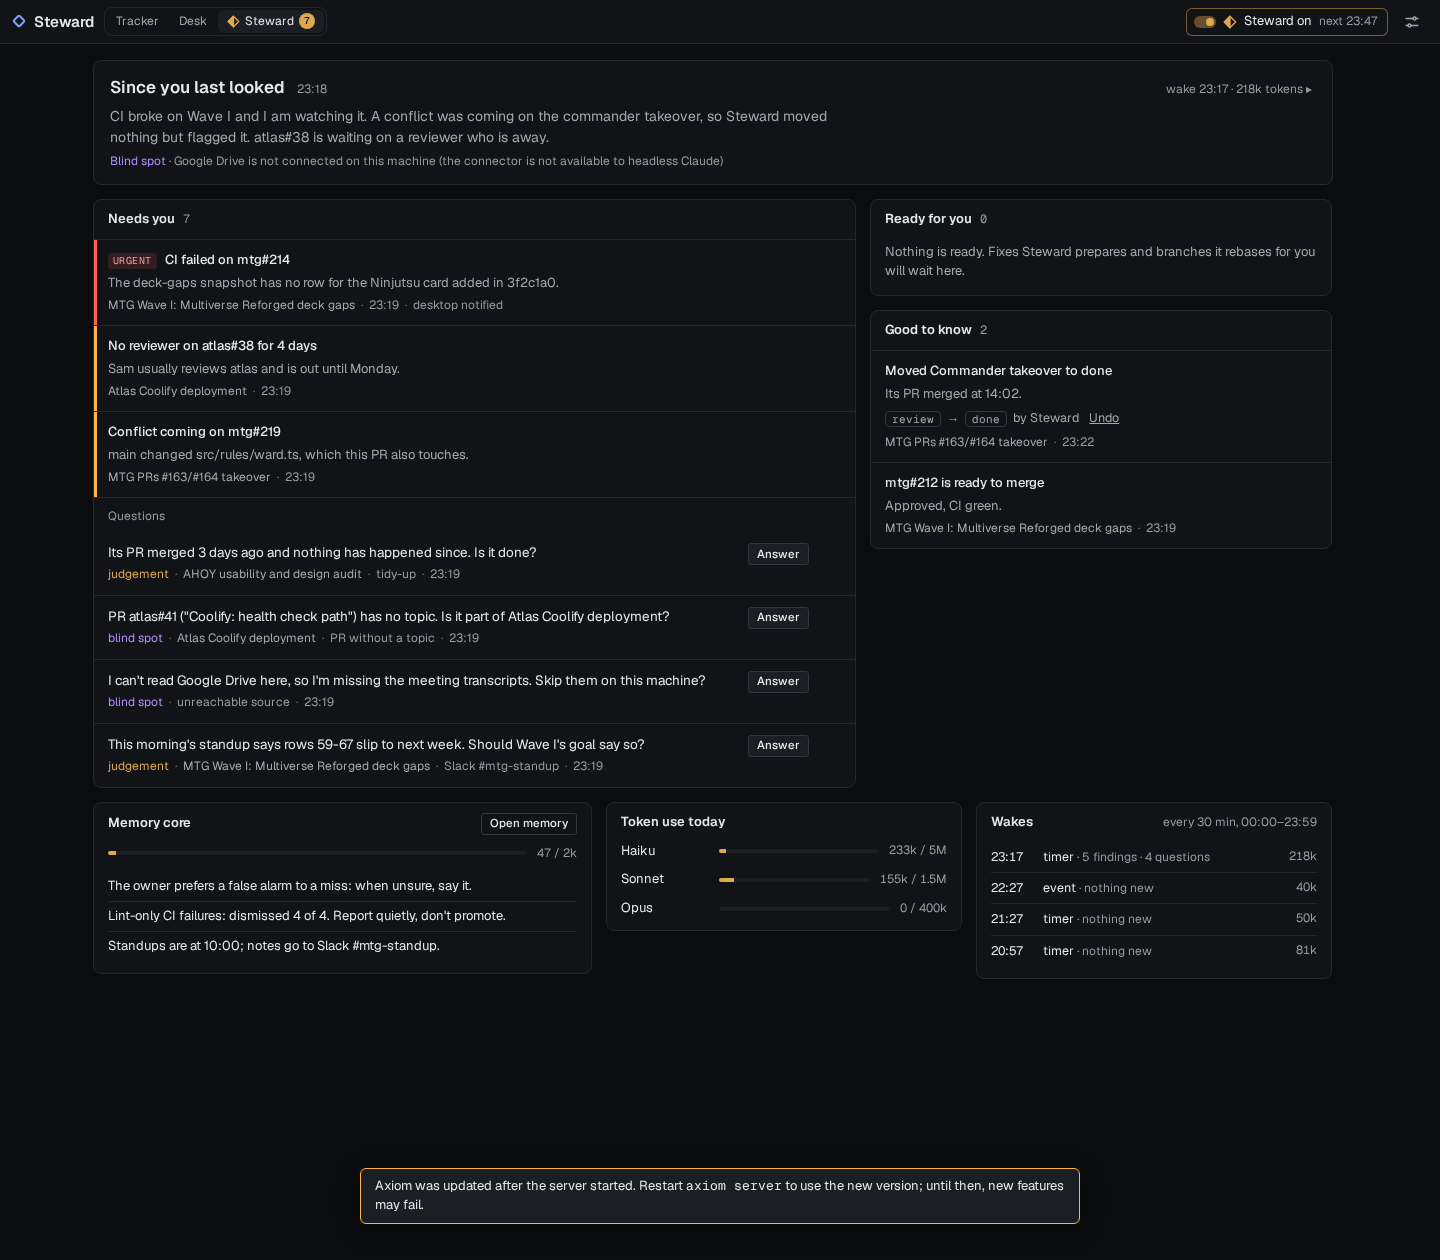 Steward
Tracker
Desk
Steward 7
Steward on next 23:47
Since you last looked 23:18
wake 23:17 · 218k tokens ▸
CI broke on Wave I and I am watching it. A conflict was coming on the commander takeover, so Steward moved
nothing but flagged it. atlas#38 is waiting on a reviewer who is away.
Blind spot · Google Drive is not connected on this machine (the connector is not available to headless Claude)
Needs you 7
URGENT CI failed on mtg#214
The deck-gaps snapshot has no row for the Ninjutsu card added in 3f2c1a0.
MTG Wave I: Multiverse Reforged deck gaps · 23:19 · desktop notified
No reviewer on atlas#38 for 4 days
Sam usually reviews atlas and is out until Monday.
Atlas Coolify deployment · 23:19
Conflict coming on mtg#219
main changed src/rules/ward.ts, which this PR also touches.
MTG PRs #163/#164 takeover · 23:19
Questions
Its PR merged 3 days ago and nothing has happened since. Is it done?
Answer
judgement · AHOY usability and design audit · tidy-up · 23:19
PR atlas#41 ("Coolify: health check path") has no topic. Is it part of Atlas Coolify deployment?
Answer
blind spot · Atlas Coolify deployment · PR without a topic · 23:19
I can't read Google Drive here, so I'm missing the meeting transcripts. Skip them on this machine?
Answer
blind spot · unreachable source · 23:19
This morning's standup says rows 59-67 slip to next week. Should Wave I's goal say so?
Answer
judgement · MTG Wave I: Multiverse Reforged deck gaps · Slack #mtg-standup · 23:19
Ready for you 0
Nothing is ready. Fixes Steward prepares and branches it rebases for you
will wait here.
Good to know 2
Moved Commander takeover to done
Its PR merged at 14:02.
review → done by Steward Undo
MTG PRs #163/#164 takeover · 23:22
mtg#212 is ready to merge
Approved, CI green.
MTG Wave I: Multiverse Reforged deck gaps · 23:19
Memory core
Open memory
47 / 2k
The owner prefers a false alarm to a miss: when unsure, say it.
Lint-only CI failures: dismissed 4 of 4. Report quietly, don't promote.
Standups are at 10:00; notes go to Slack #mtg-standup.
Token use today
Haiku 233k / 5M
Sonnet 155k / 1.5M
Opus 0 / 400k
Wakes every 30 min, 00:00–23:59
23:17 timer · 5 findings · 4 questions 218k
22:27 event · nothing new 40k
21:27 timer · nothing new 50k
20:57 timer · nothing new 81k
Axiom was updated after the server started. Restart axiom server to use the new version; until then, new features
may fail.